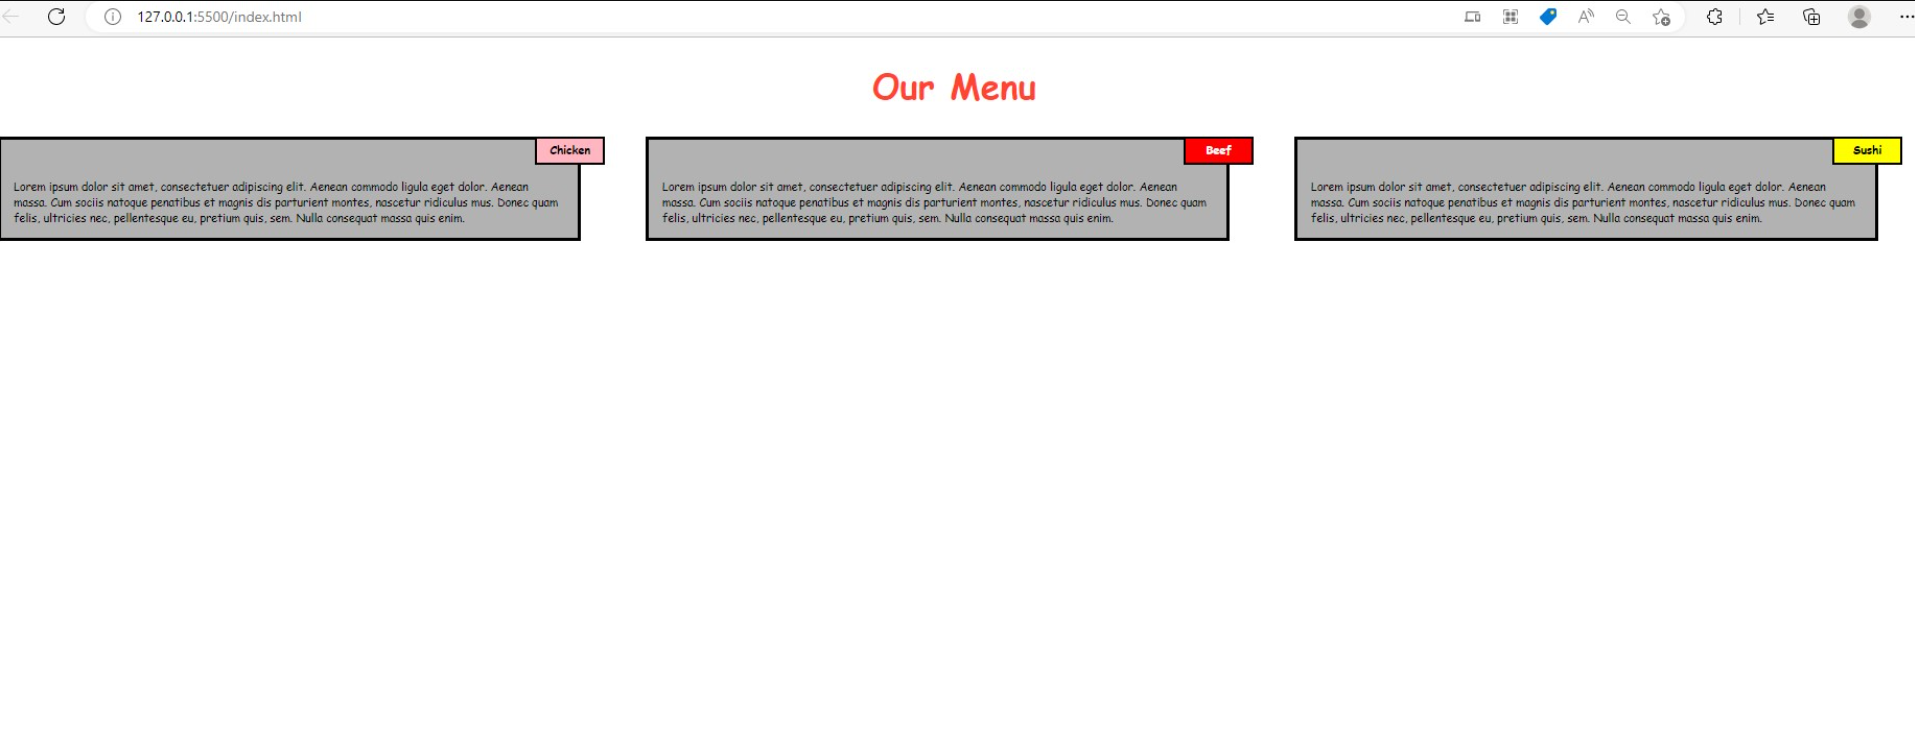 127.0.0.1:5500/index.html
Our Menu
Chicken
Lorem ipsum dolor sit amet, consectetuer adipiscing elit. Aenean commodo ligula eget dolor. Aenean
massa. Cum sociis natoque penatibus et magnis dis parturient montes, nascetur ridiculus mus. Donec quam
felis, ultricies nec, pellentesque eu, pretium quis, sem. Nulla consequat massa quis enim.
Beef
Lorem ipsum dolor sit amet, consectetuer adipiscing elit. Aenean commodo ligula eget dolor. Aenean
massa. Cum sociis natoque penatibus et magnis dis parturient montes, nascetur ridiculus mus. Donec quam
felis, ultricies nec, pellentesque eu, pretium quis, sem. Nulla consequat massa quis enim.
Sushi
Lorem ipsum dolor sit amet, consectetuer adipiscing elit. Aenean commodo ligula eget dolor. Aenean
massa. Cum sociis natoque penatibus et magnis dis parturient montes, nascetur ridiculus mus. Donec quam
felis, ultricies nec, pellentesque eu, pretium quis, sem. Nulla consequat massa quis enim.